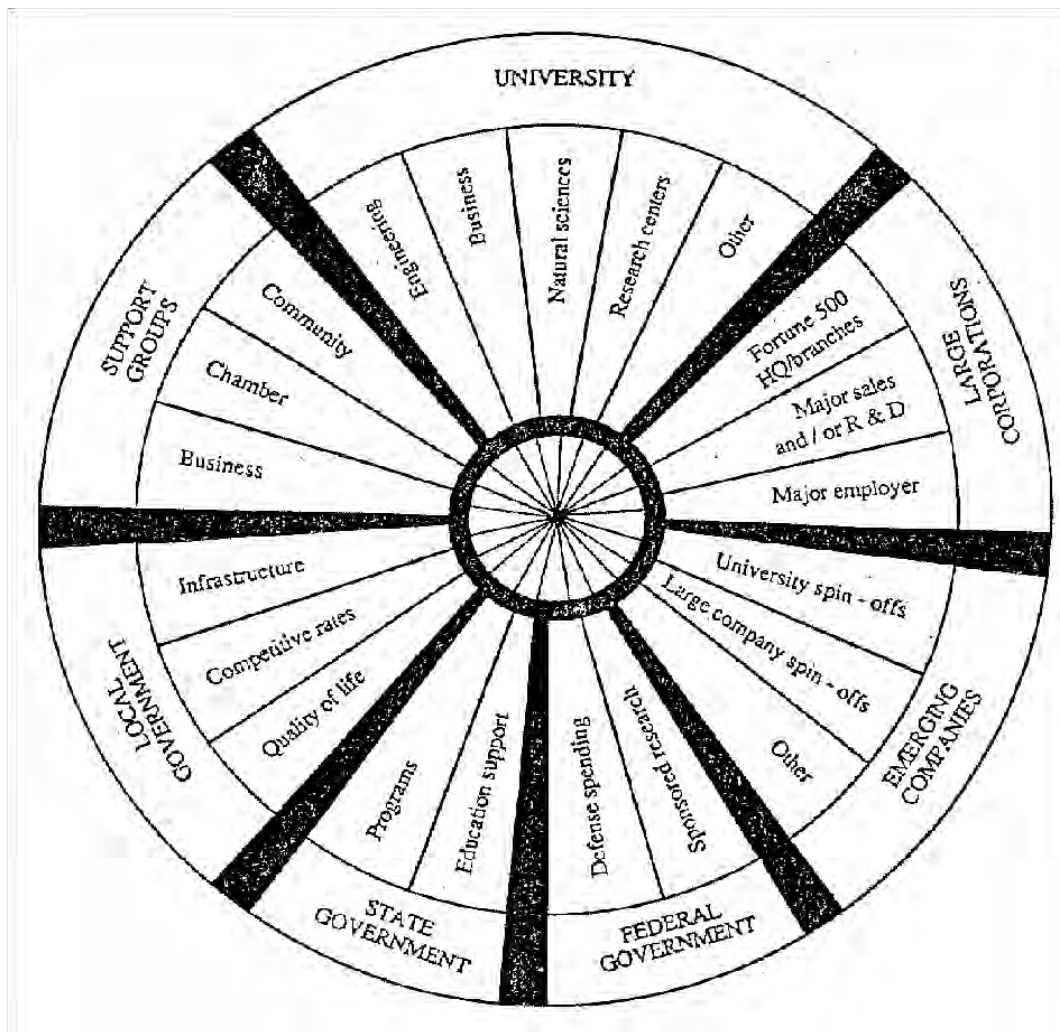 UNIVERSITY
Engineering
Business
Natural sciences
Research centers
Other
LARGE
CORPORATIONS
Fortune 500
HQ/branches
Major sales
and / or R & D
Major employer
EMERGING
COMPANIES
University spin - offs
Large company spin - offs
Other
FEDERAL
GOVERNMENT
Sponsored research
Defense spending
STATE
GOVERNMENT
Education support
Programs
LOCAL
GOVERNMENT
Quality of life
Competitive rates
Infrastructure
SUPPORT
GROUPS
Business
Chamber
Community